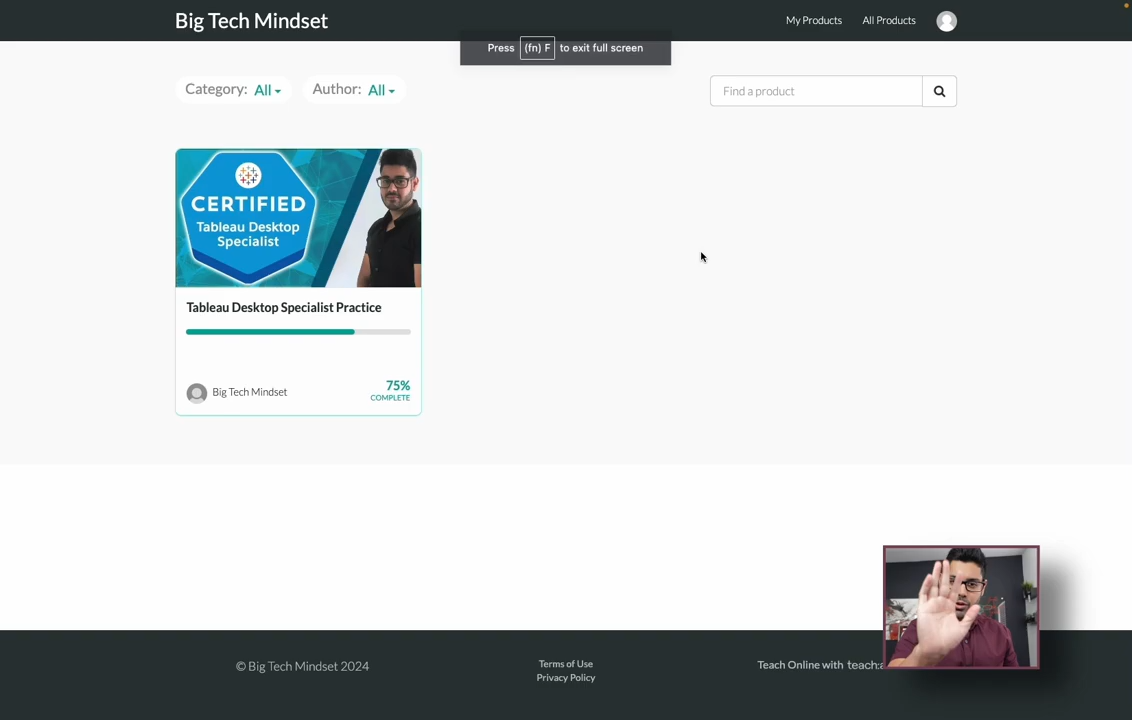 Big Tech Mindset
My Products
All Products
Press (fn) F to exit full screen
Category: All
Author: All
Find a product
CERTIFIED
Tableau Desktop
Specialist
Tableau Desktop Specialist Practice
Big Tech Mindset
75%
COMPLETE
© Big Tech Mindset 2024
Terms of Use
Privacy Policy
Teach Online with teach:a